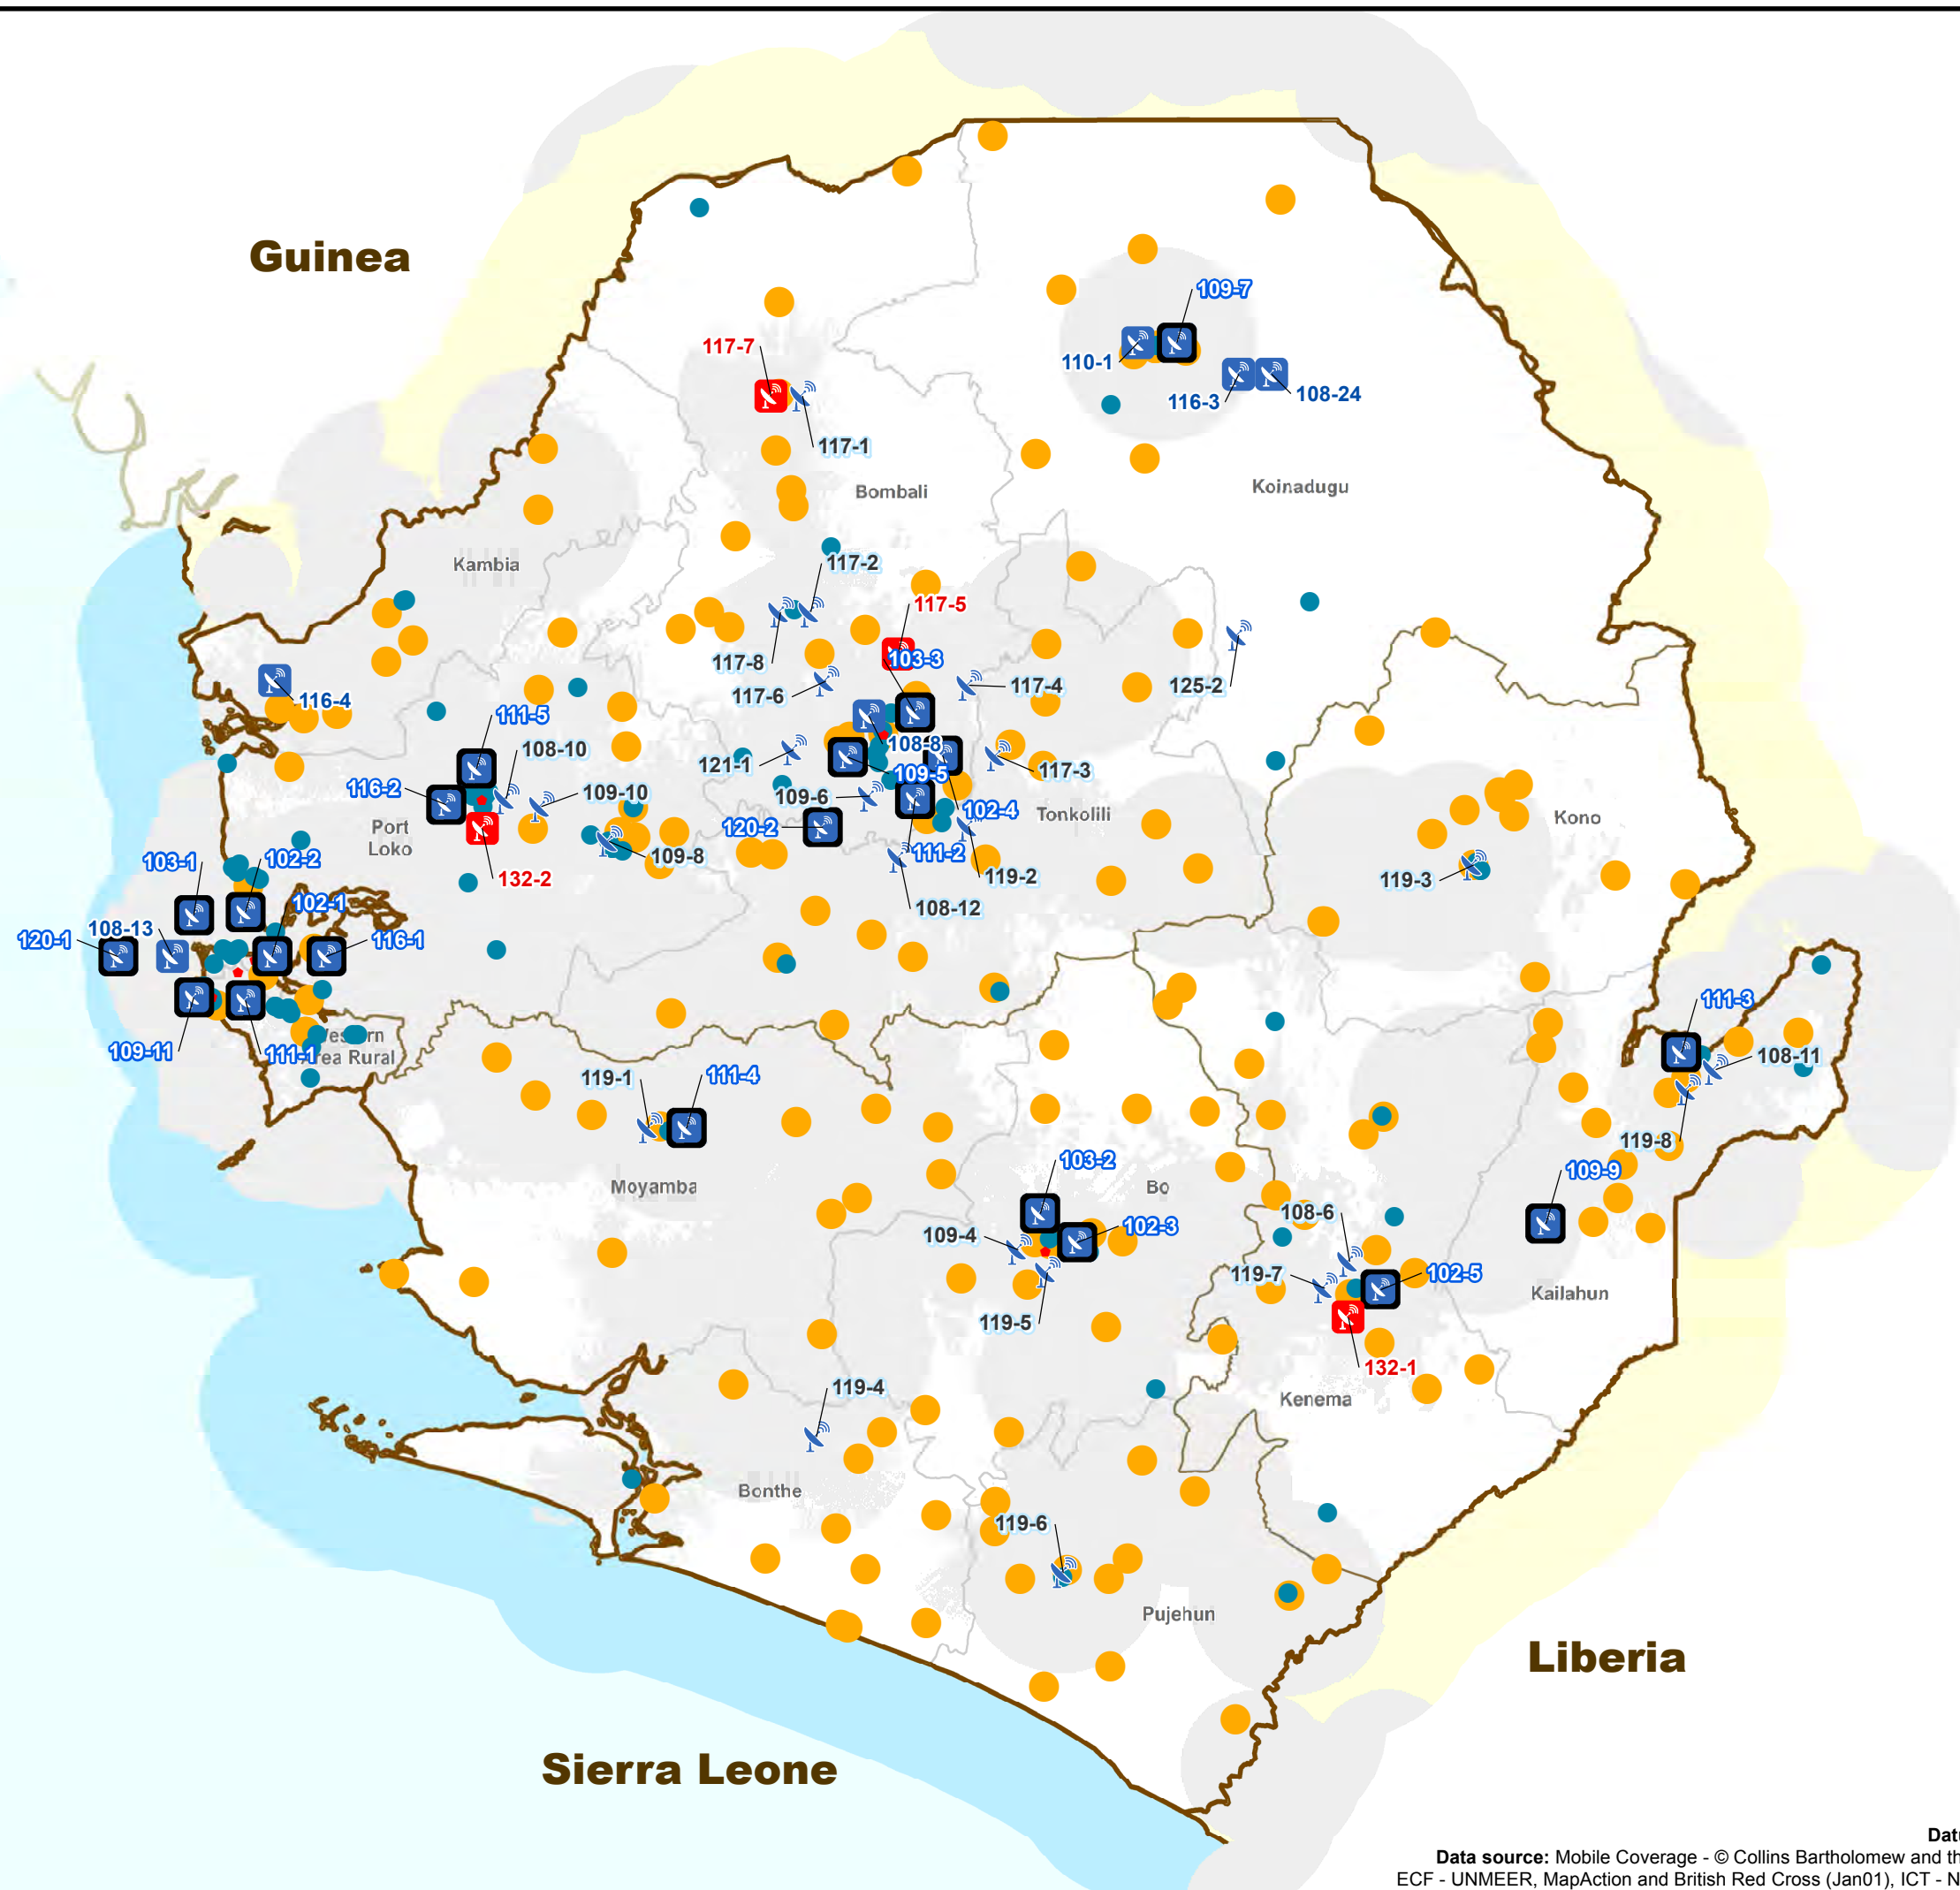 Guinea
109-7
117-7
110-1
116-3
108-24
117-1
Bombali
Koinadugu
Kambia
117-2
117-5
103-3
117-8
117-6
117-4
125-2
116-4
111-5
108-10
108-8
121-1
117-3
109-5
116-2
109-10
109-6
102-4
Tonkolili
Kono
120-2
Port
Loko
111-2
109-8
103-1
102-2
119-2
119-3
132-2
102-1
108-12
108-13
120-1
116-1
111-3
109-11
111-1
rea Rural
108-11
119-1
111-4
119-8
103-2
109-9
Moyamba
Bo
108-6
109-4
102-3
119-7
102-5
Kailahun
119-5
132-1
119-4
Kenema
Bonthe
119-6
Pujehun
Liberia
Sierra Leone
Data source: Mobile Coverage - © Collins Bartholomew and th
ECF - UNMEER, MapAction and British Red Cross (Jan01), ICT - N